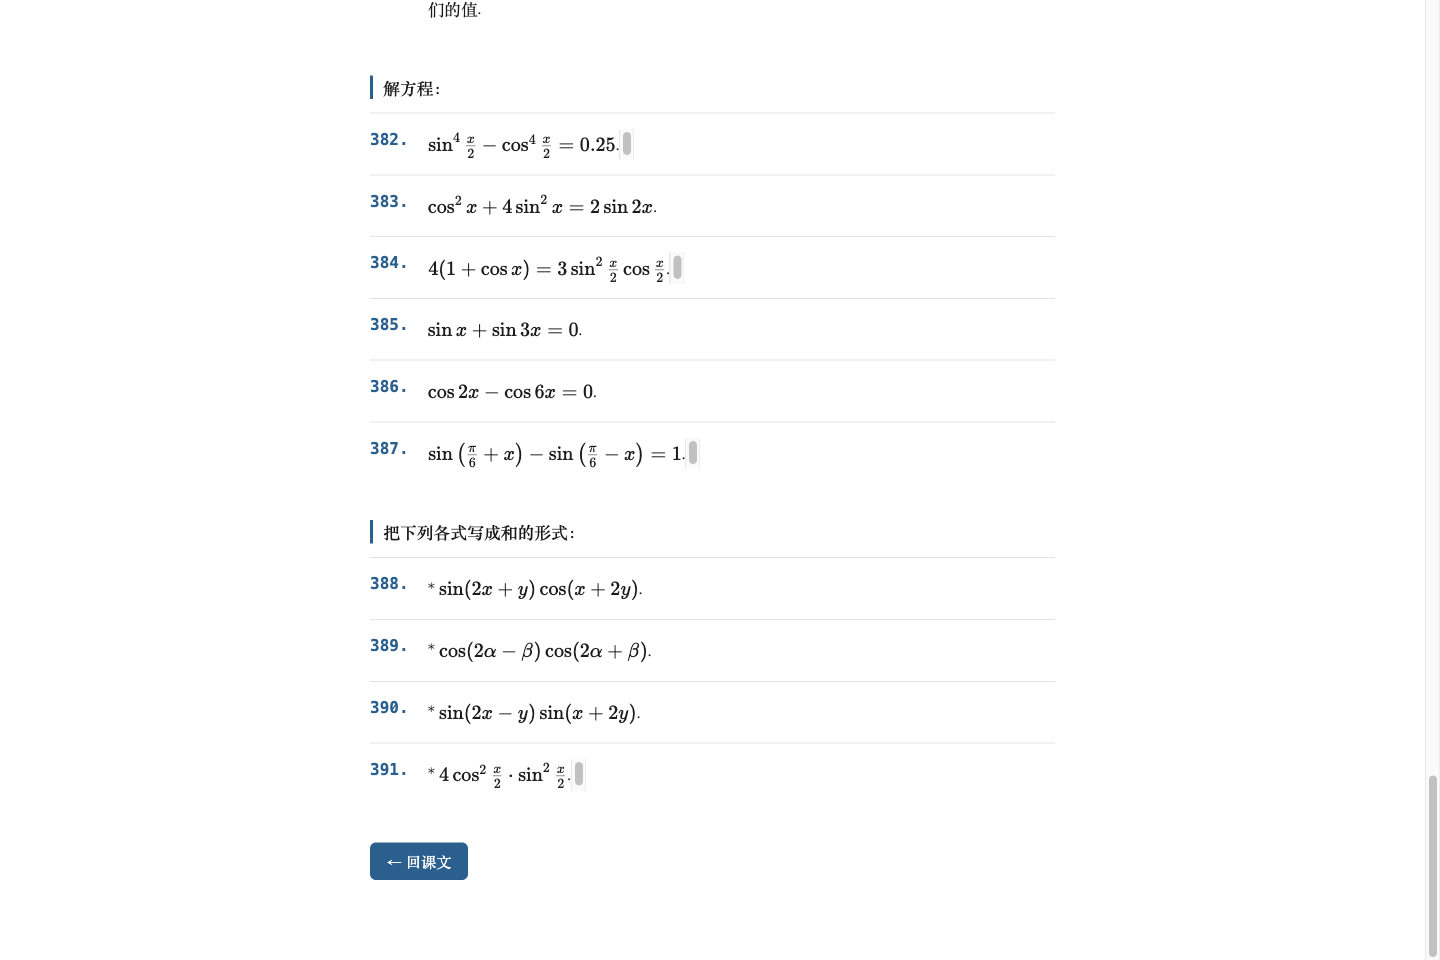 们的值.
解方程：
382. sin⁴ x/2 − cos⁴ x/2 = 0.25.
383. cos² x + 4 sin² x = 2 sin 2x.
384. 4(1 + cos x) = 3 sin² x/2 cos x/2.
385. sin x + sin 3x = 0.
386. cos 2x − cos 6x = 0.
387. sin (π/6 + x) − sin (π/6 − x) = 1.
把下列各式写成和的形式：
388. * sin(2x + y) cos(x + 2y).
389. * cos(2α − β) cos(2α + β).
390. * sin(2x − y) sin(x + 2y).
391. * 4 cos² x/2 · sin² x/2.
← 回课文